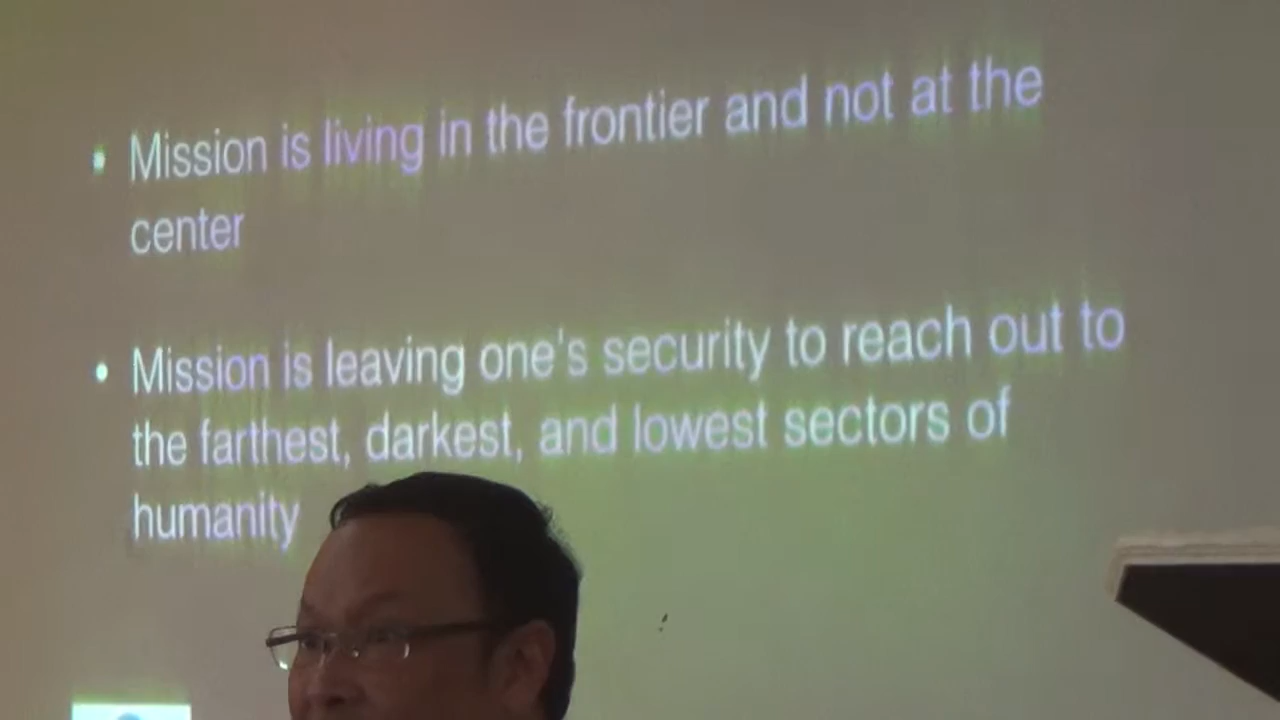 • Mission is living in the frontier and not at the
center
• Mission is leaving one's security to reach out to
the farthest, darkest, and lowest sectors of
humanity